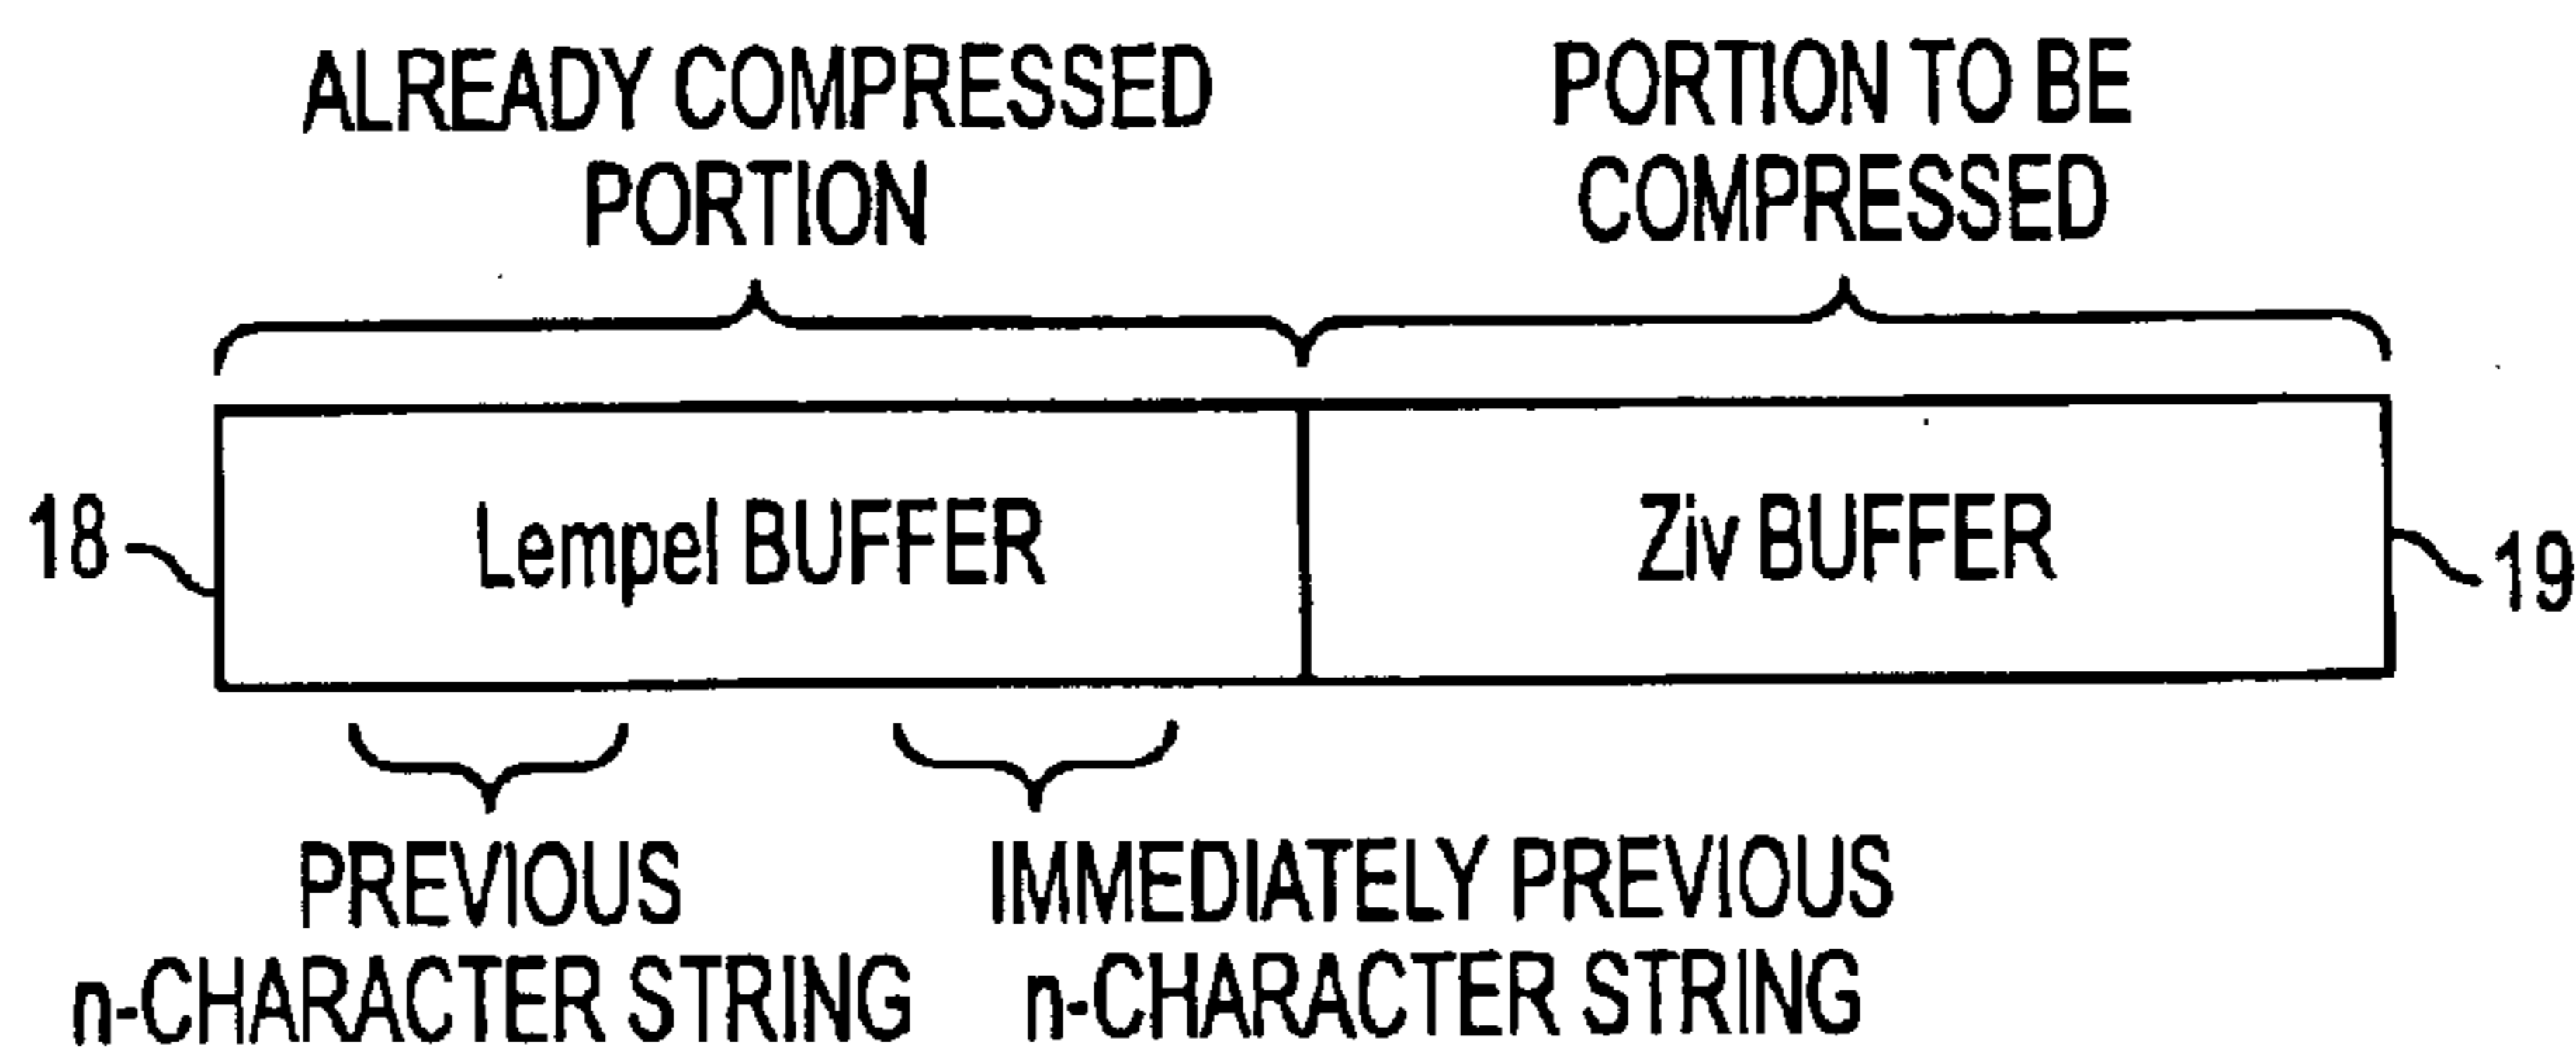 ALREADY COMPRESSED
PORTION
PORTION TO BE
COMPRESSED
18
Lempel BUFFER
Ziv BUFFER
19
PREVIOUS
n-CHARACTER STRING
IMMEDIATELY PREVIOUS
n-CHARACTER STRING